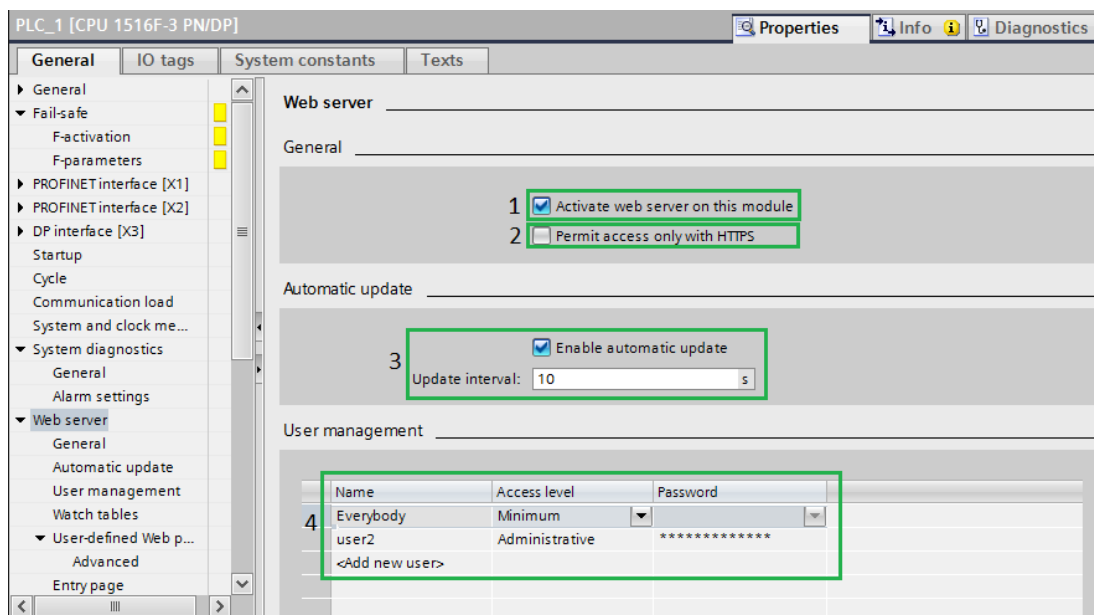 PLC_1 [CPU 1516F-3 PN/DP]
Properties
Info
Diagnostics
General
IO tags
System constants
Texts
General
Fail-safe
F-activation
F-parameters
PROFINET interface [X1]
PROFINET interface [X2]
DP interface [X3]
Startup
Cycle
Communication load
System and clock me...
System diagnostics
General
Alarm settings
Web server
General
Automatic update
User management
Watch tables
User-defined Web p...
Advanced
Entry page
Web server
General
1 Activate web server on this module
2 Permit access only with HTTPS
Automatic update
3 Enable automatic update
Update interval: 10 s
User management
4
Name Access level Password
Everybody Minimum
user2 Administrative *************
<Add new user>